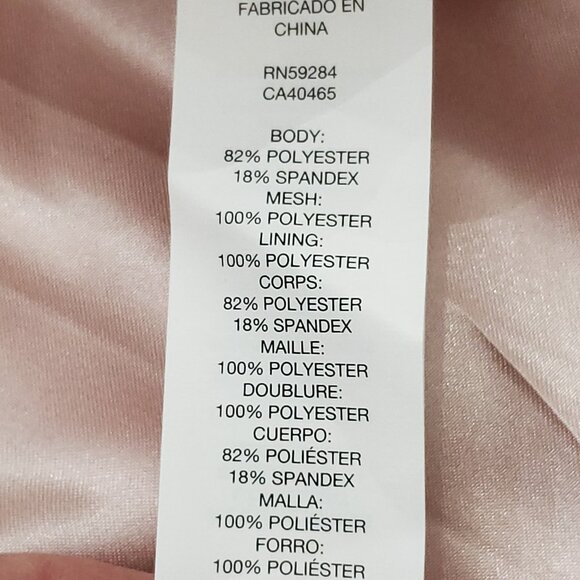 FABRICADO EN
CHINA
RN59284
CA40465
BODY:
82% POLYESTER
18% SPANDEX
MESH:
100% POLYESTER
LINING:
100% POLYESTER
CORPS:
82% POLYESTER
18% SPANDEX
MAILLE:
100% POLYESTER
DOUBLURE:
100% POLYESTER
CUERPO:
82% POLIÉSTER
18% SPANDEX
MALLA:
100% POLIÉSTER
FORRO:
100% POLIÉSTER